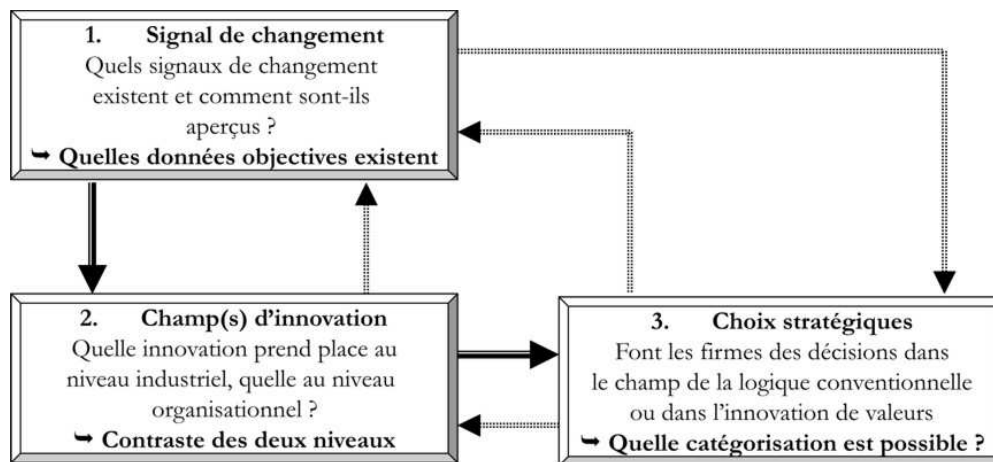 1. Signal de changement
Quels signaux de changement
existent et comment sont-ils
aperçus ?
➥ Quelles données objectives existent
2. Champ(s) d'innovation
Quelle innovation prend place au
niveau industriel, quelle au niveau
organisationnel ?
➥ Contraste des deux niveaux
3. Choix stratégiques
Font les firmes des décisions dans
le champ de la logique conventionnelle
ou dans l'innovation de valeurs
➥ Quelle catégorisation est possible ?